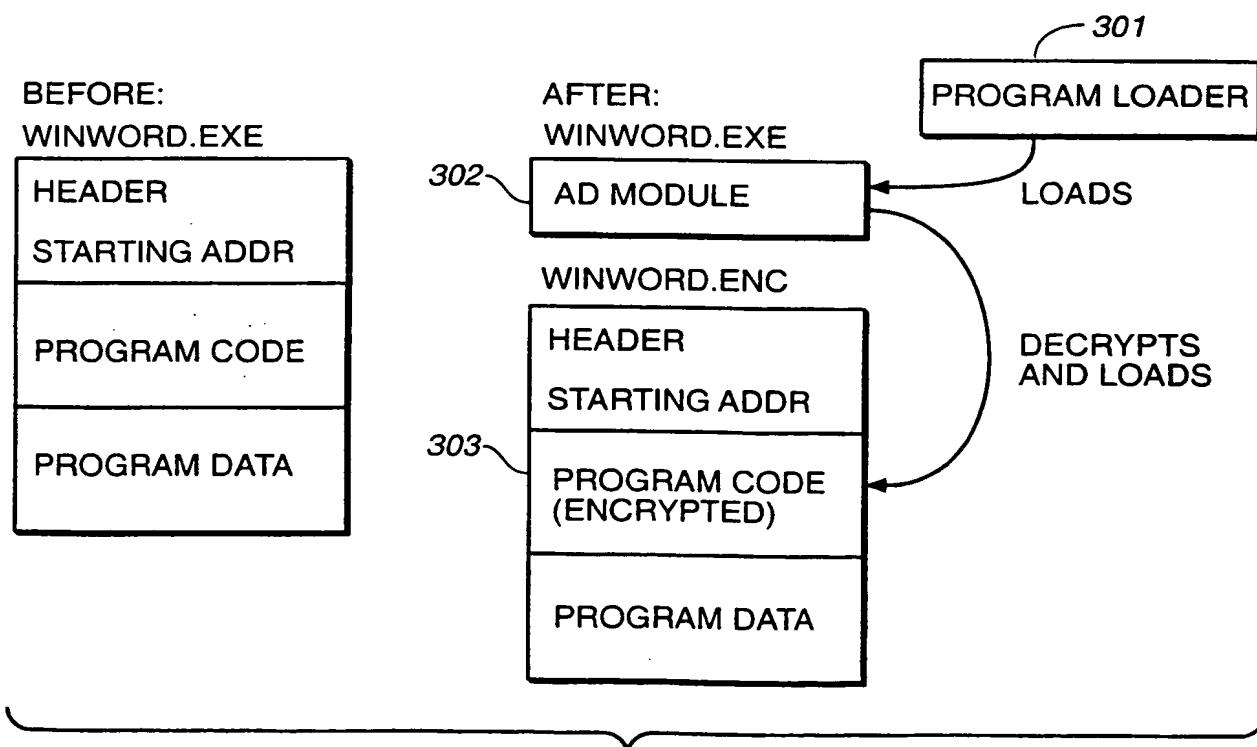 BEFORE:
WINWORD.EXE
HEADER
STARTING ADDR
PROGRAM CODE
PROGRAM DATA
AFTER:
WINWORD.EXE
302
AD MODULE
301
PROGRAM LOADER
LOADS
WINWORD.ENC
HEADER
STARTING ADDR
303
PROGRAM CODE
(ENCRYPTED)
PROGRAM DATA
DECRYPTS
AND LOADS